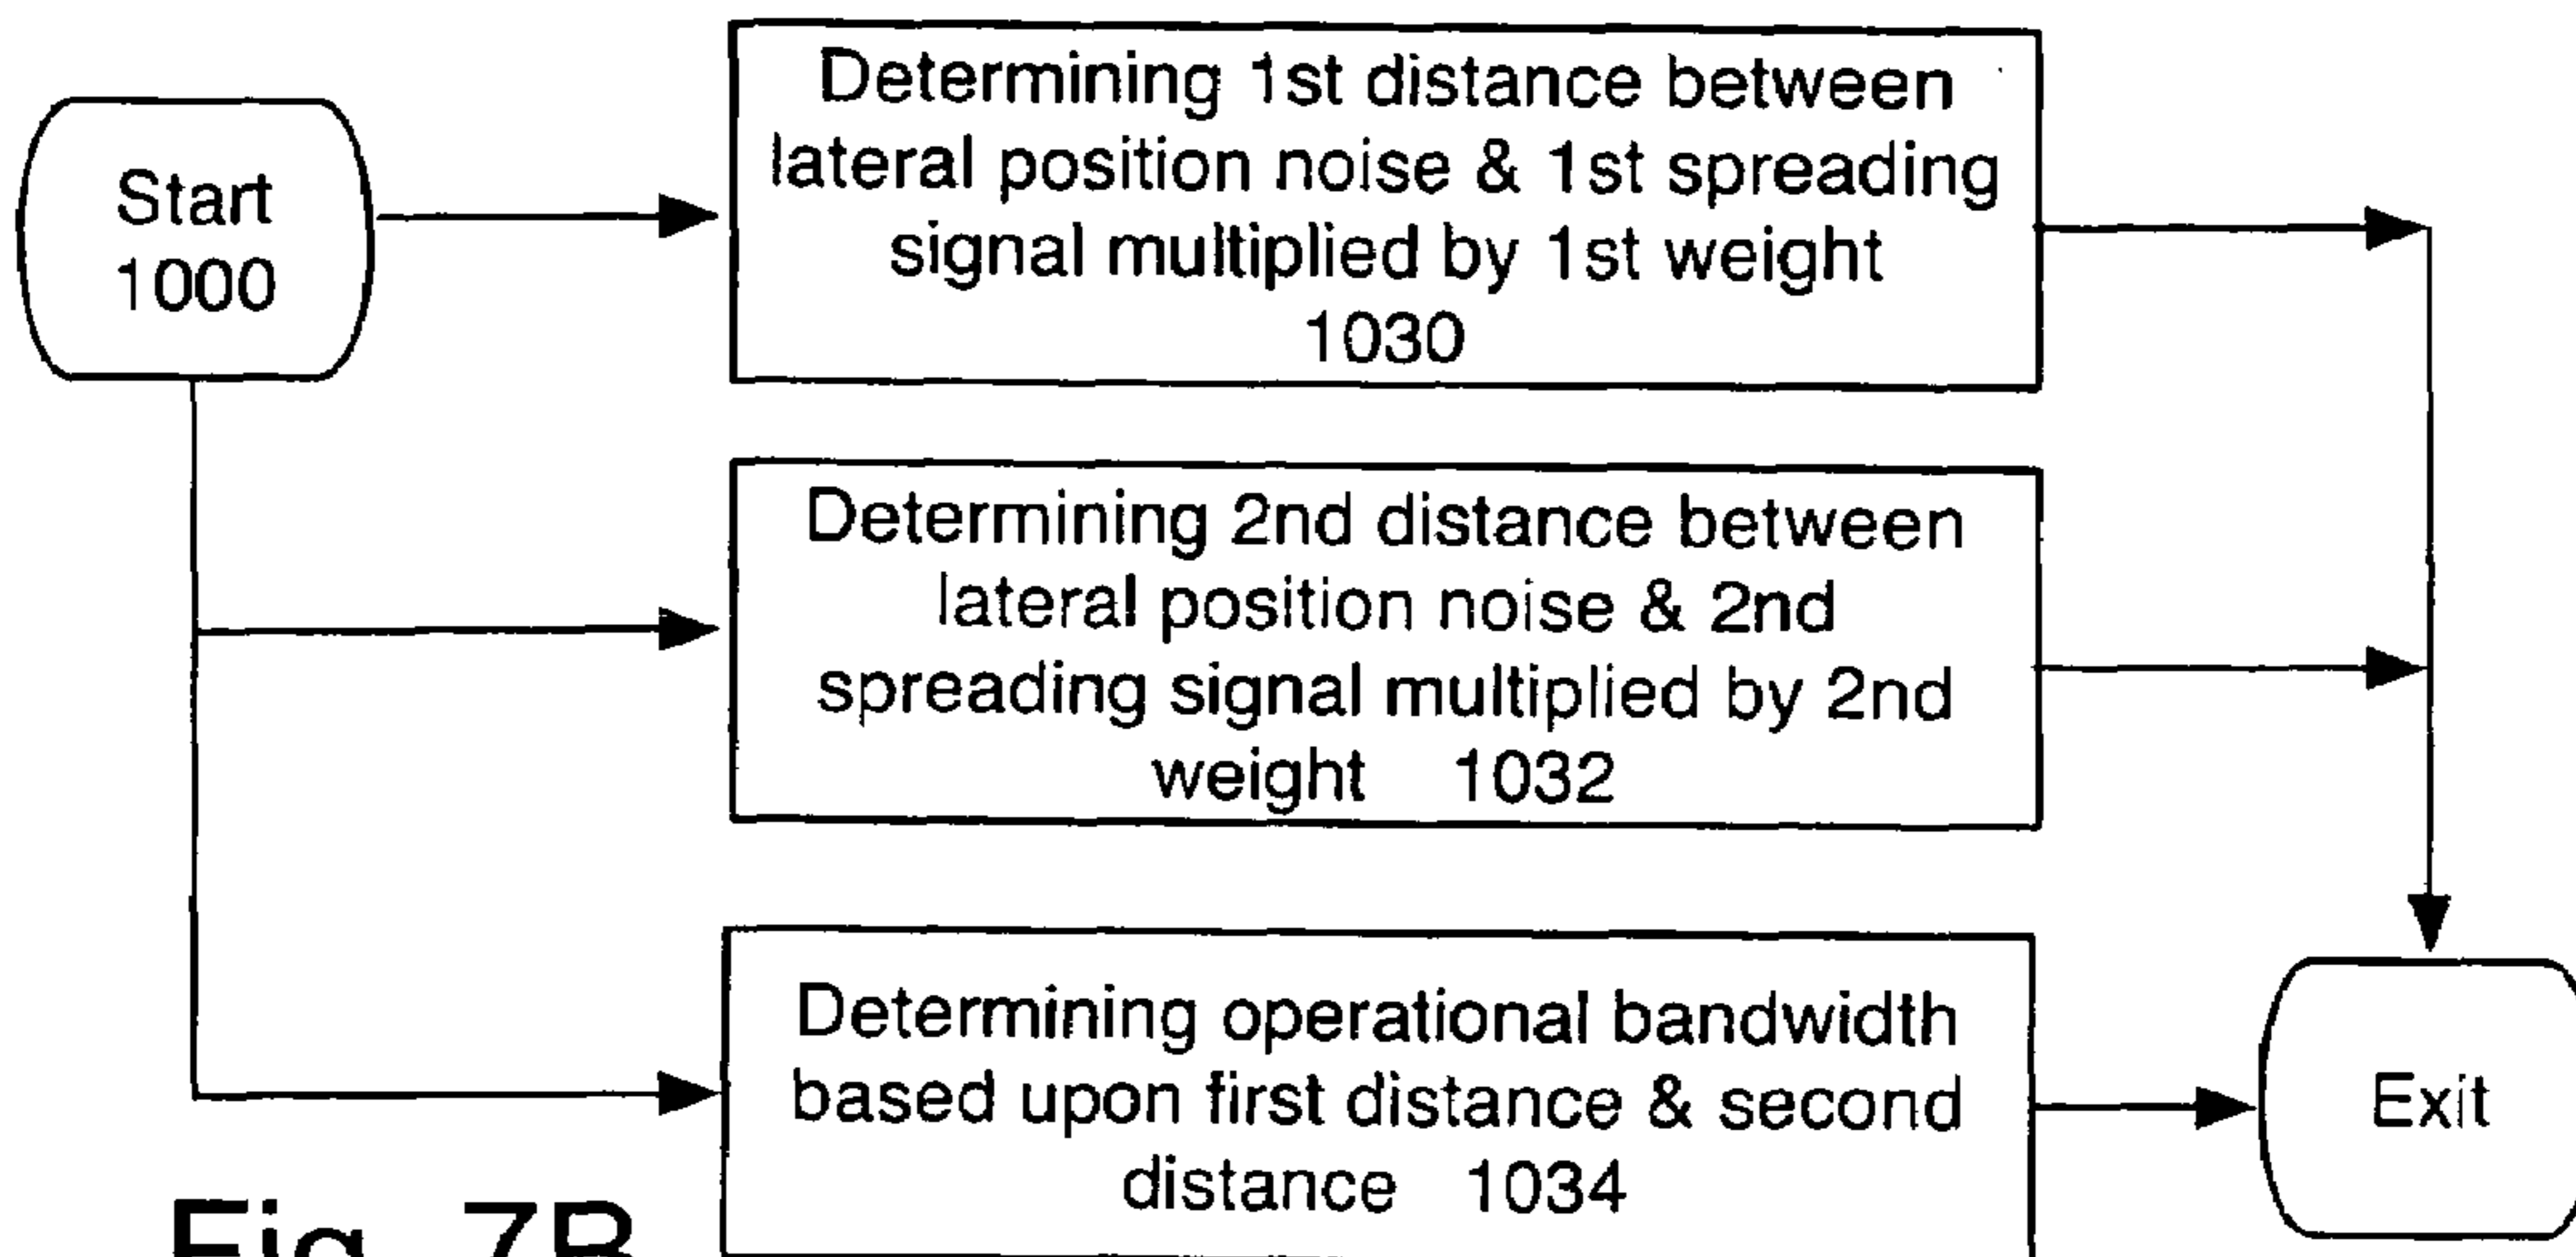 Start
1000
Determining 1st distance between
lateral position noise & 1st spreading
signal multiplied by 1st weight
1030
Determining 2nd distance between
lateral position noise & 2nd
spreading signal multiplied by 2nd
weight 1032
Determining operational bandwidth
based upon first distance & second
distance 1034
Exit
Fig. 7B